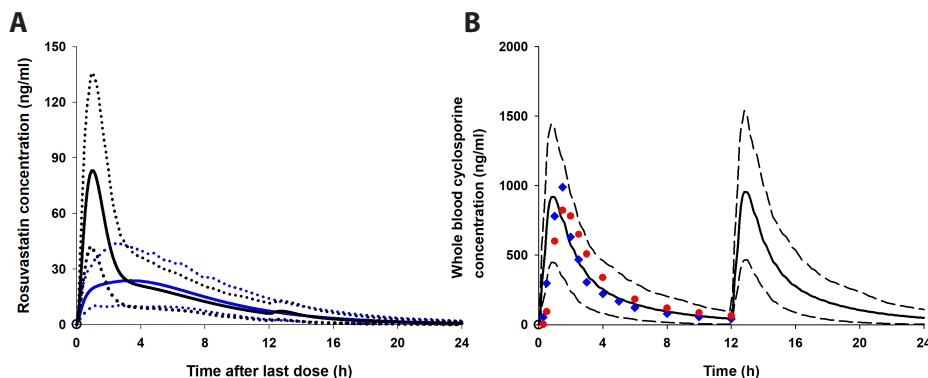 A
B
Rosuvastatin concentration (ng/ml)
150
120
90
60
30
0
0 4 8 12 16 20 24
Time after last dose (h)
Whole blood cyclosporine
concentration (ng/ml)
2000
1500
1000
500
0
0 4 8 12 16 20 24
Time (h)